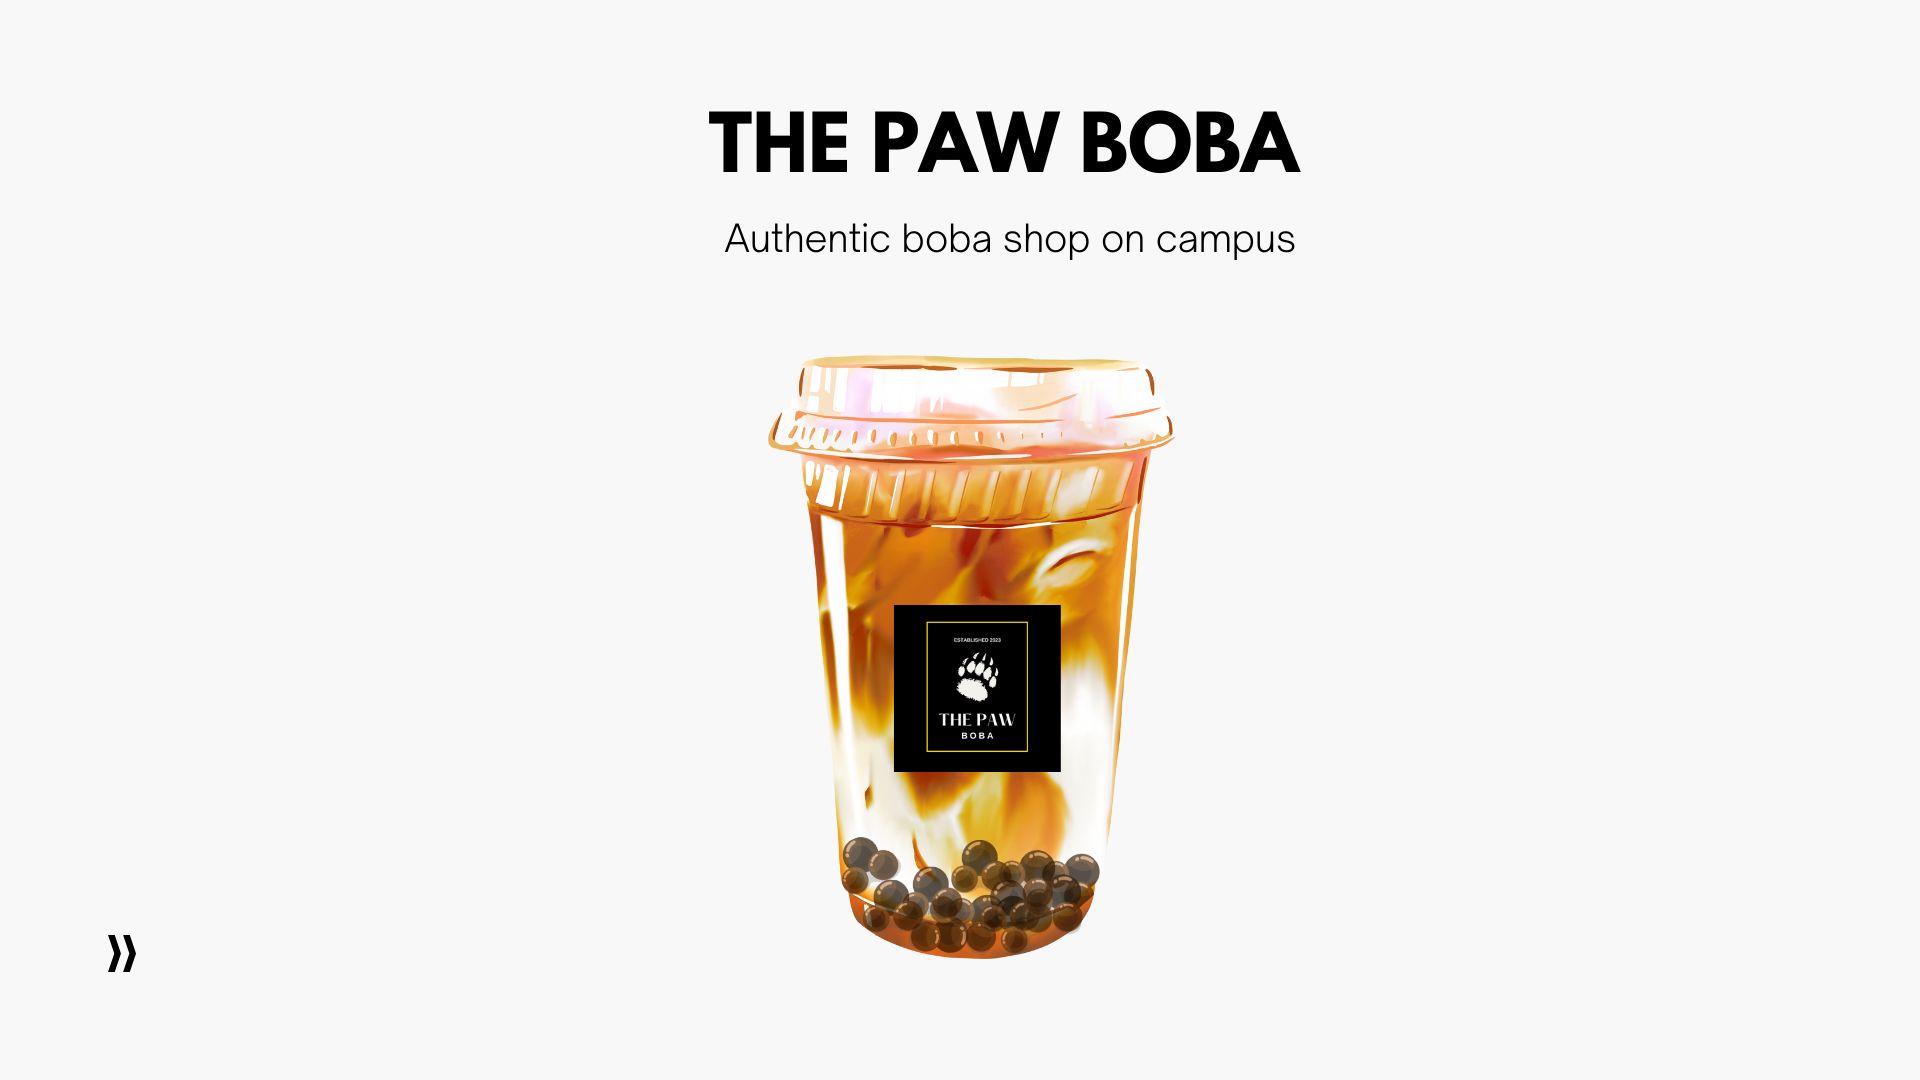 THE PAW BOBA
Authentic boba shop on campus
ESTABLISHED 2023
THE PAW
BOBA